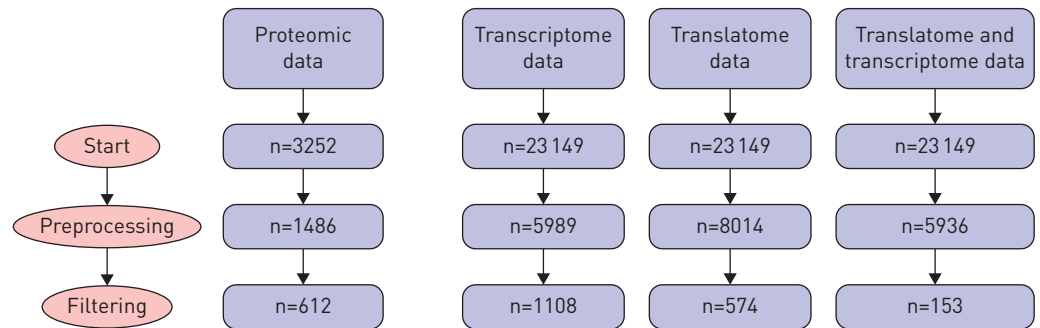 Proteomic
data
Transcriptome
data
Translatome
data
Translatome and
transcriptome data
Start
n=3252
n=23 149
n=23 149
n=23 149
Preprocessing
n=1486
n=5989
n=8014
n=5936
Filtering
n=612
n=1108
n=574
n=153